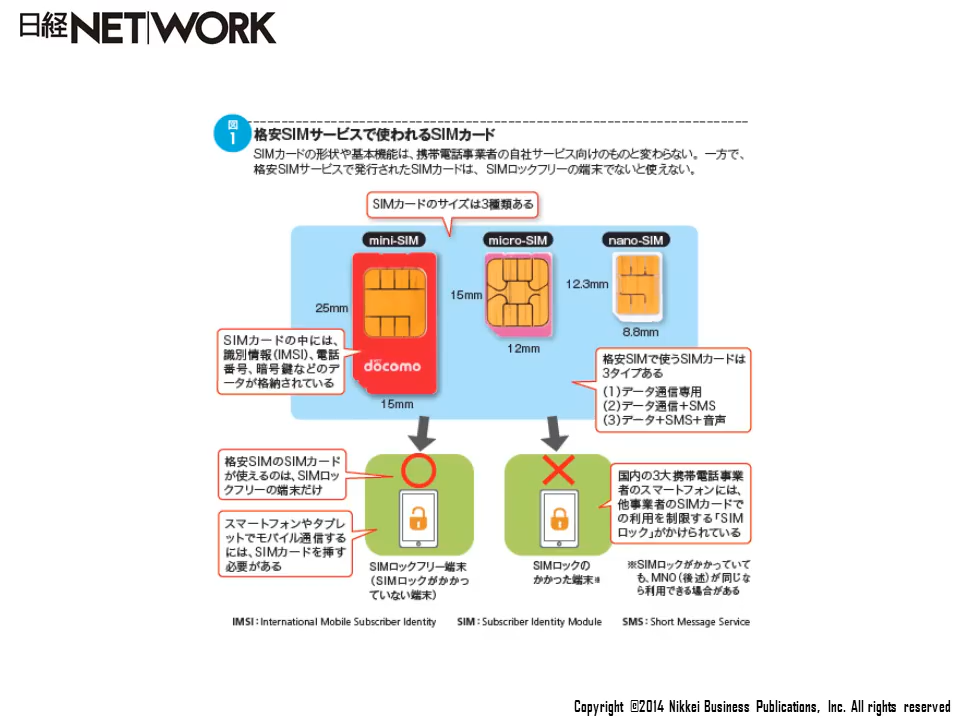 日経NETWORK
図
1
格安SIMサービスで使われるSIMカード
SIMカードの形状や基本機能は、携帯電話事業者の自社サービス向けのものと変わらない。一方で、
格安SIMサービスで発行されたSIMカードは、SIMロックフリーの端末でないと使えない。
SIMカードのサイズは3種類ある
mini-SIM
micro-SIM
nano-SIM
25mm
15mm
docomo
15mm
12mm
12.3mm
8.8mm
SIMカードの中には、
識別情報（IMSI）、電話
番号、暗号鍵などのデ
ータが格納されている
格安SIMで使うSIMカードは
3タイプある
（1）データ通信専用
（2）データ通信＋SMS
（3）データ＋SMS＋音声
格安SIMのSIMカード
が使えるのは、SIMロッ
クフリーの端末だけ
スマートフォンやタブレ
ットでモバイル通信する
には、SIMカードを挿す
必要がある
SIMロックフリー端末
（SIMロックがかかっ
ていない端末）
SIMロックの
かかった端末※
国内の3大携帯電話事業
者のスマートフォンには、
他事業者のSIMカードで
の利用を制限する「SIM
ロック」がかけられている
※SIMロックがかかっていて
も、MNO（後述）が同じな
ら利用できる場合がある
IMSI：International Mobile Subscriber Identity SIM：Subscriber Identity Module SMS：Short Message Service
Copyright ©2014 Nikkei Business Publications, Inc. All rights reserved